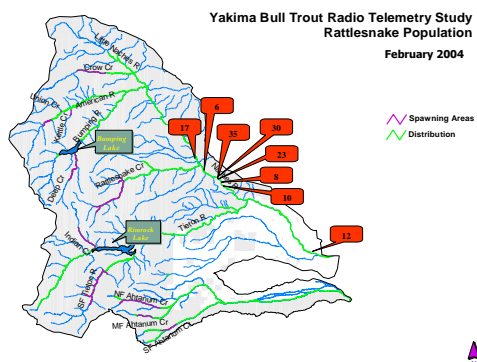 Yakima Bull Trout Radio Telemetry Study
Rattlesnake Population
February 2004
Spawning Areas
Distribution
Little Naches R
Crow Cr
American R
Union Cr
Kettle Cr
Bumping R
Bumping
Lake
Deep Cr
Rattlesnake Cr
17
6
35
30
23
8
10
12
Tieton R
Rimrock
Lake
Indian Cr
SF Tieton R
NF Ahtanum Cr
MF Ahtanum Cr
SF Ahtanum Cr